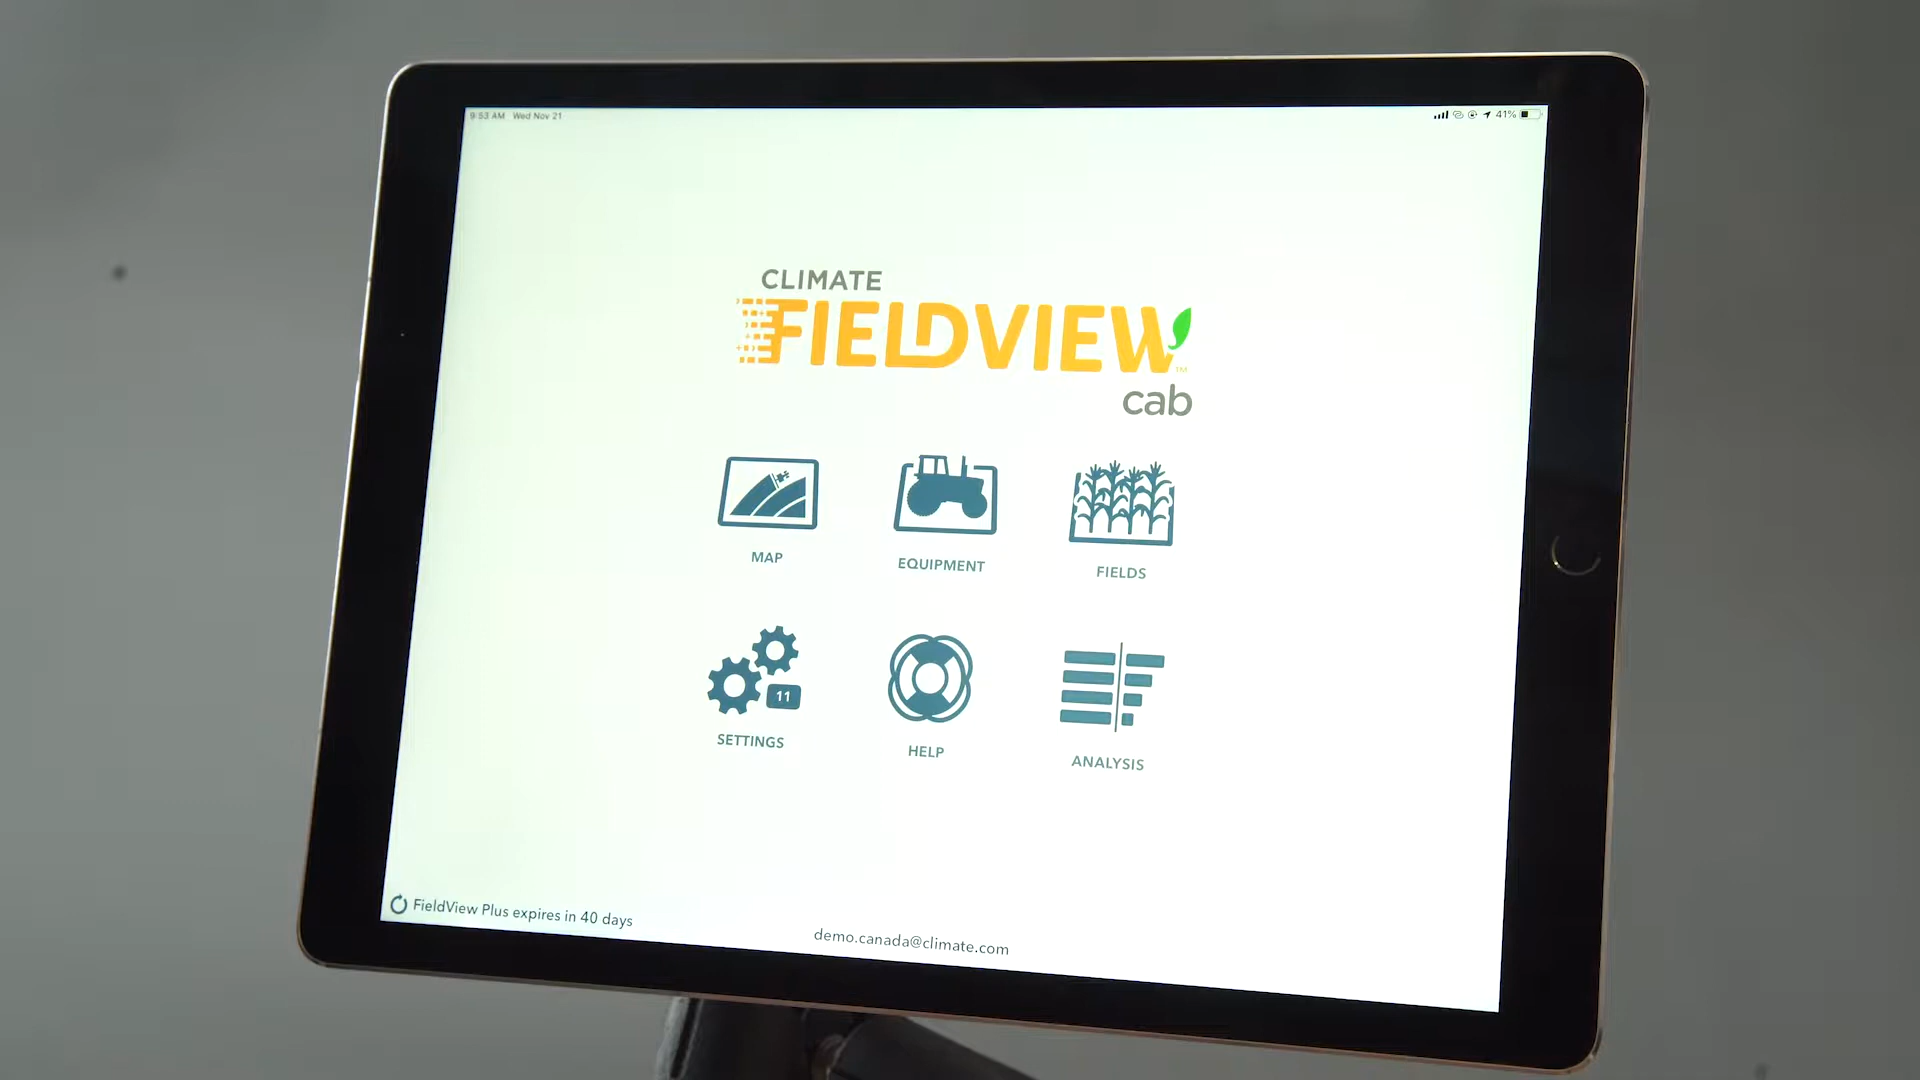 9:53 AM Wed Nov 21
41%
CLIMATE
FIELDVIEW™
cab
MAP
EQUIPMENT
FIELDS
11
SETTINGS
HELP
ANALYSIS
FieldView Plus expires in 40 days
demo.canada@climate.com